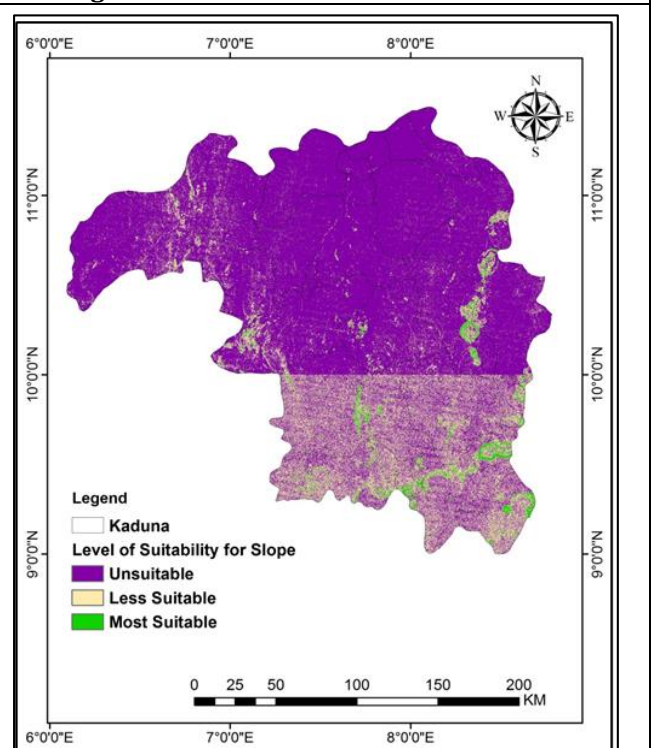 6°0'0"E 7°0'0"E 8°0'0"E
N
W E
S
11°0'0"N 11°0'0"N
10°0'0"N 10°0'0"N
9°0'0"N 9°0'0"N
Legend
Kaduna
Level of Suitability for Slope
Unsuitable
Less Suitable
Most Suitable
0 25 50 100 150 200
KM
6°0'0"E 7°0'0"E 8°0'0"E